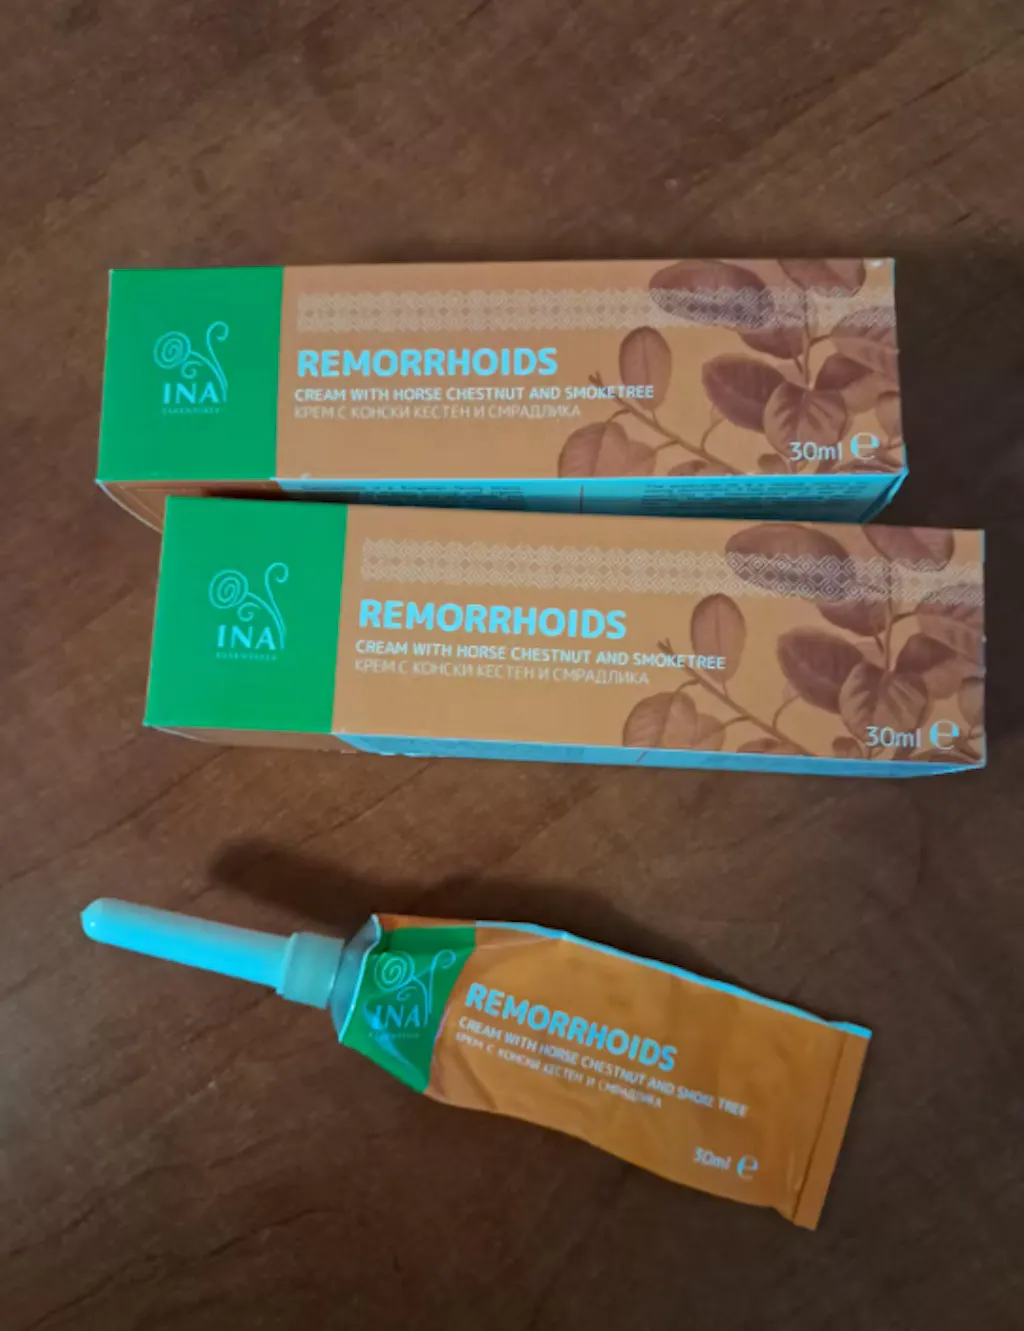 INA
REMORRHOIDS
CREAM WITH HORSE CHESTNUT AND SMOKETREE
КРЕМ С КОНСКИ КЕСТЕН И СМРАДЛИКА
30ml ℮
INA
REMORRHOIDS
CREAM WITH HORSE CHESTNUT AND SMOKETREE
КРЕМ С КОНСКИ КЕСТЕН И СМРАДЛИКА
30ml ℮
INA
REMORRHOIDS
CREAM WITH HORSE CHESTNUT AND SMOKE TREE
КРЕМ С КОНСКИ КЕСТЕН И СМРАДЛИКА
30ml ℮